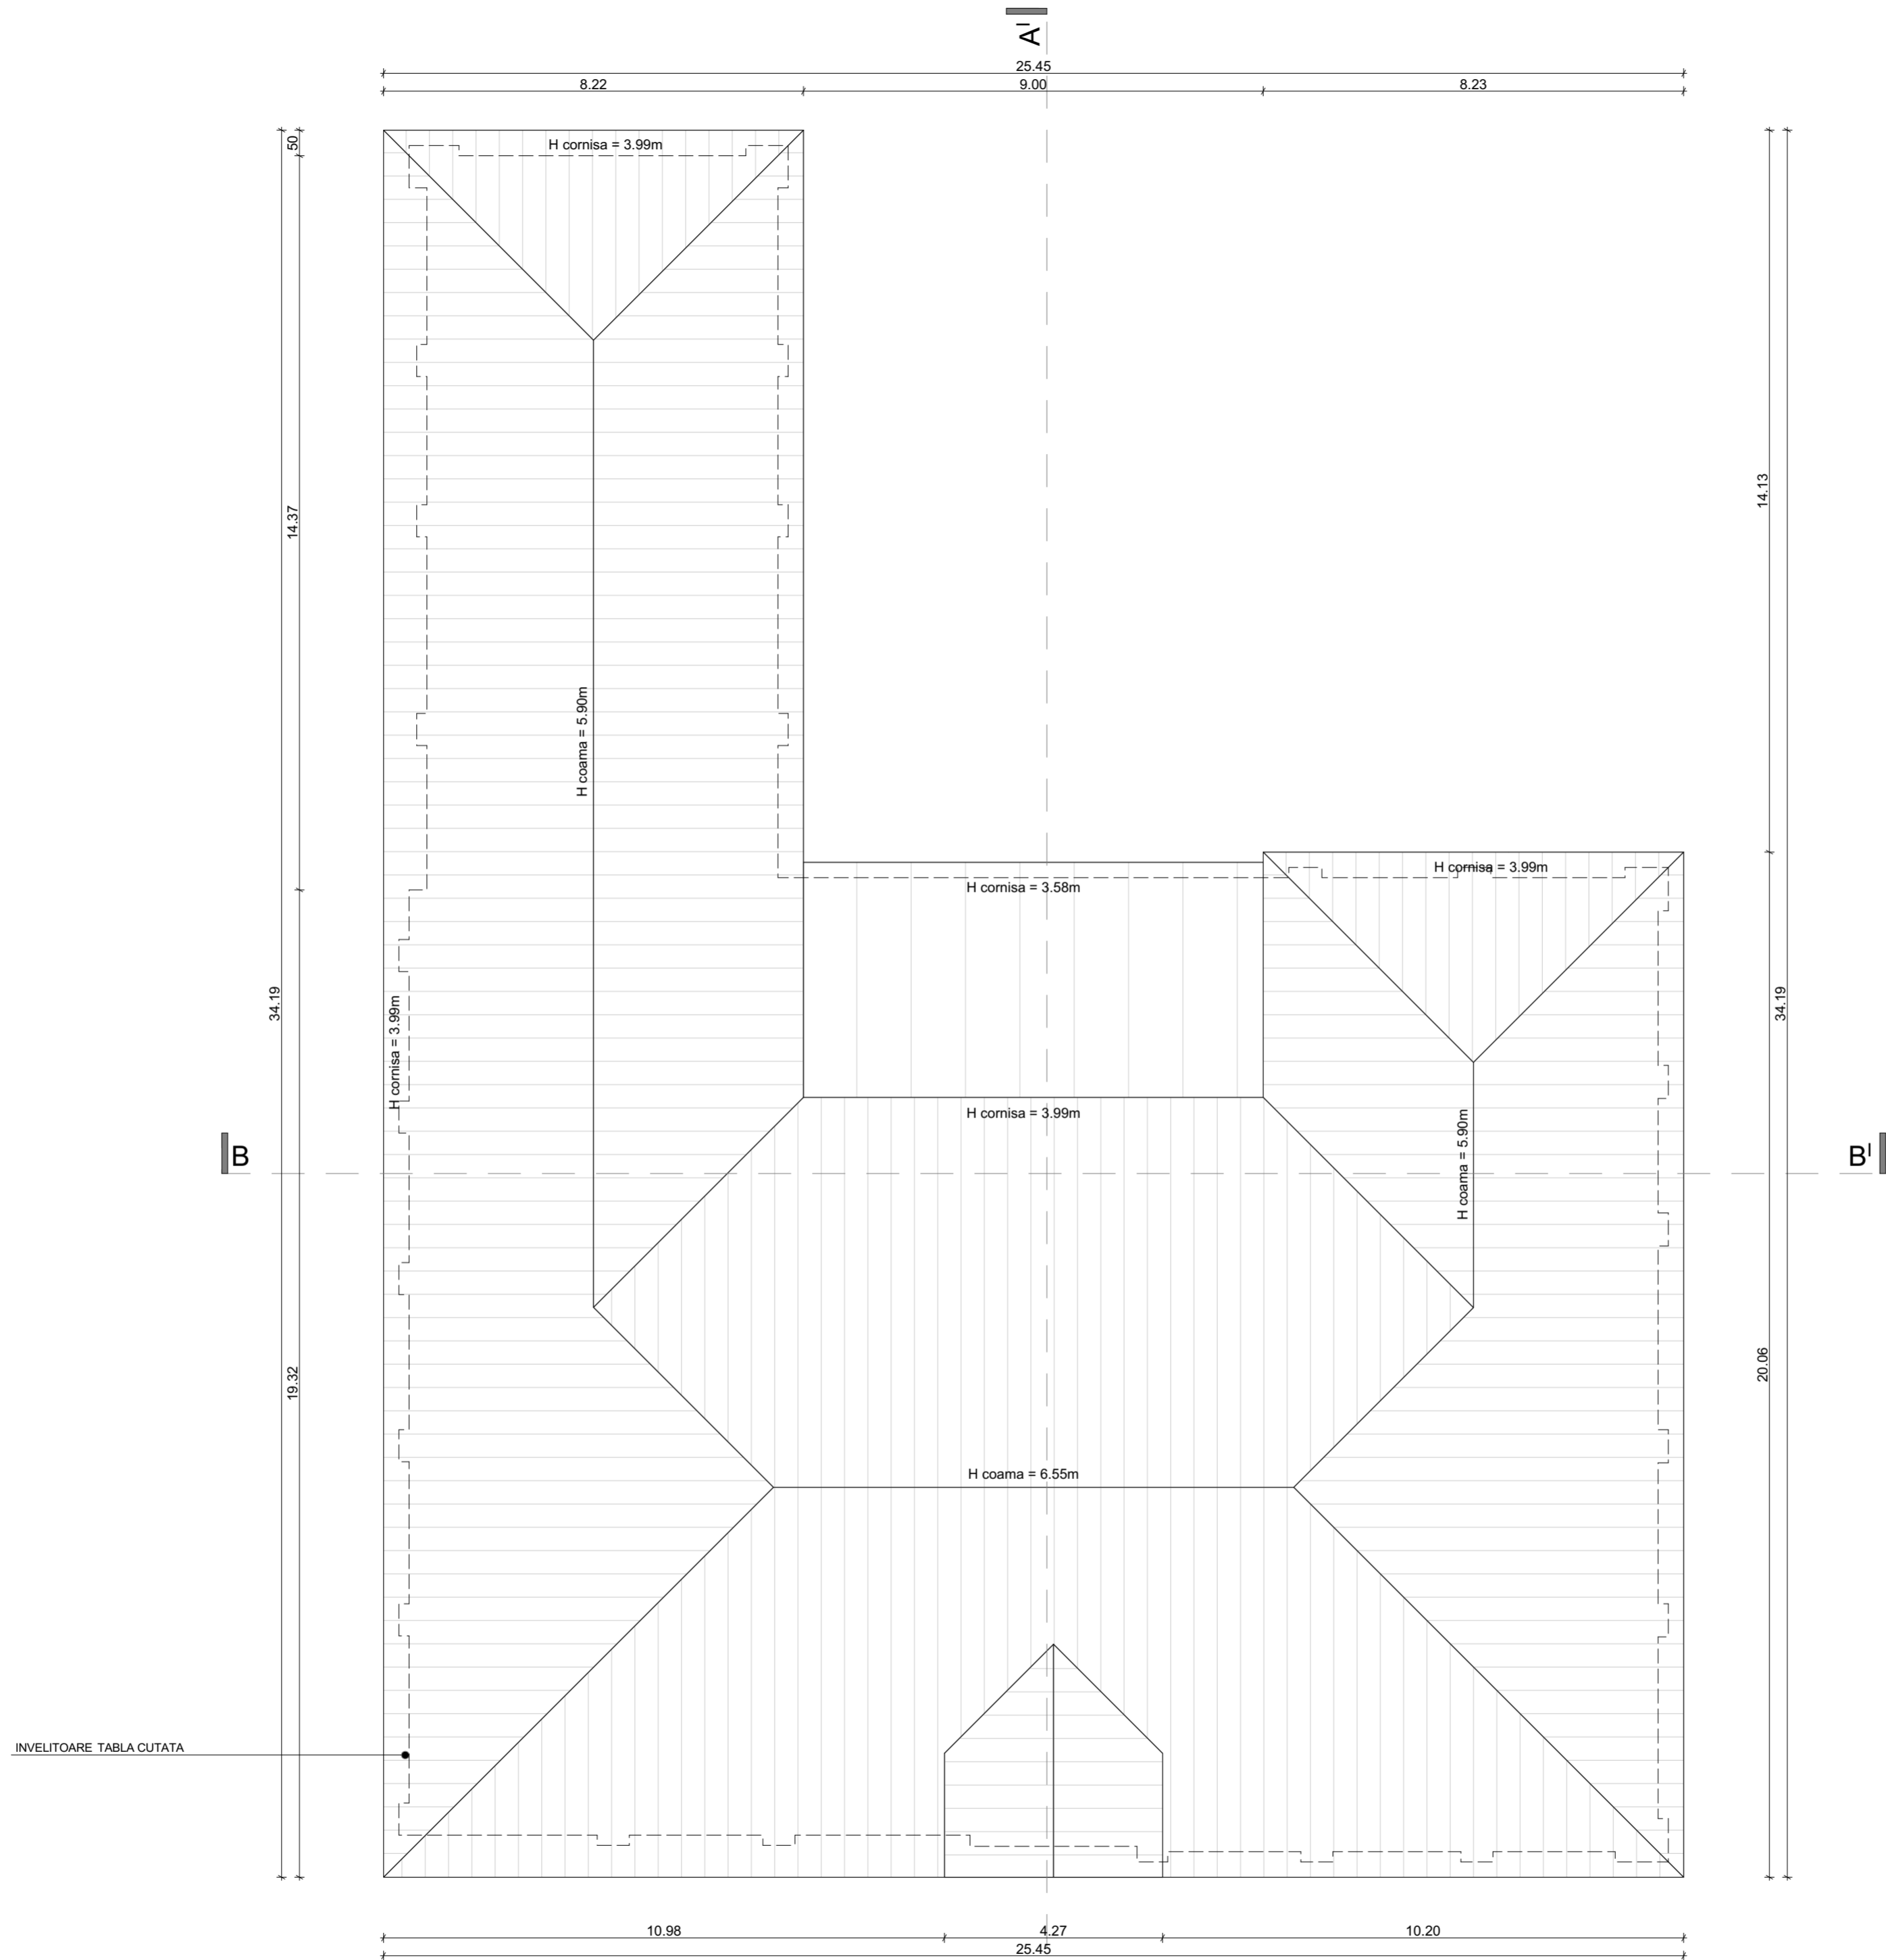 A'
25.45
8.22
9.00
8.23
50
H cornisa = 3.99m
14.37
14.13
H coama = 5.90m
H cornisa = 3.58m
H cornisa = 3.99m
34.19
H cornisa = 3.99m
34.19
H cornisa = 3.99m
H coama = 5.90m
B
B'
19.32
20.06
H coama = 6.55m
INVELITOARE TABLA CUTATA
10.98
4.27
10.20
25.45